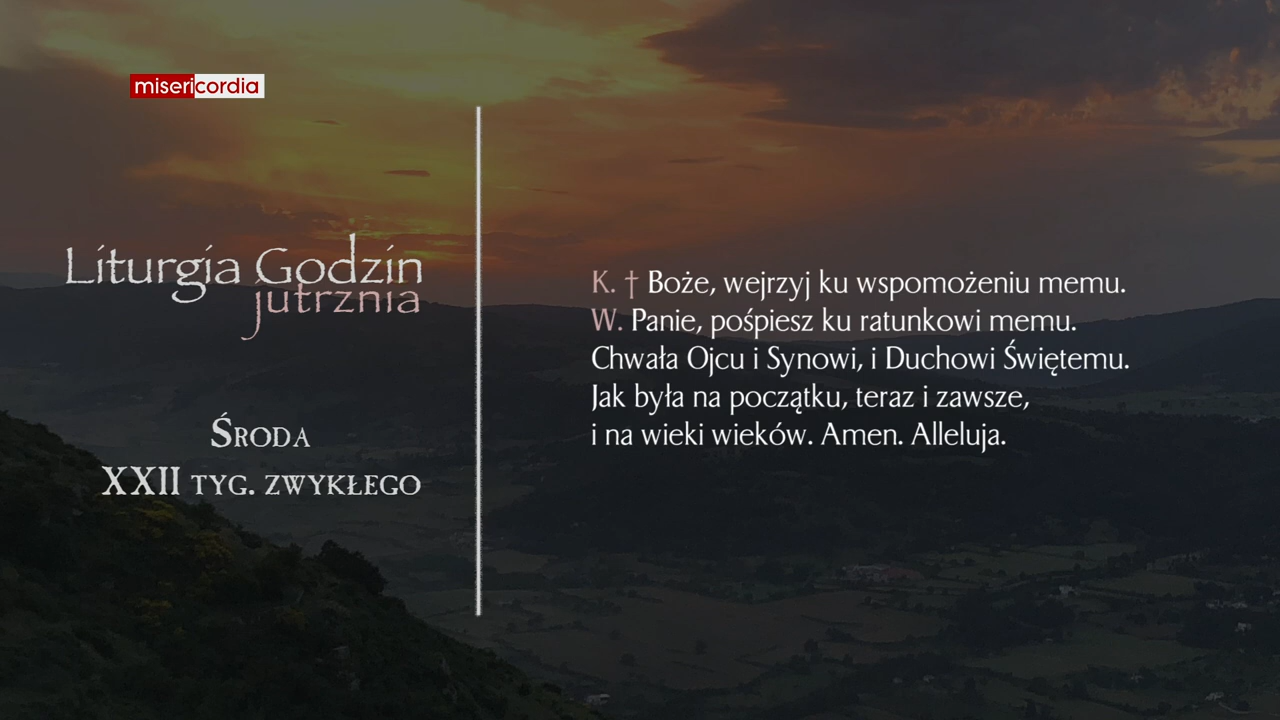 misericordia
Liturgia Godzin
jutrznia
Środa
XXII tyg. zwykłego
K. † Boże, wejrzyj ku wspomożeniu memu.
W. Panie, pośpiesz ku ratunkowi memu.
Chwała Ojcu i Synowi, i Duchowi Świętemu.
Jak była na początku, teraz i zawsze,
i na wieki wieków. Amen. Alleluja.